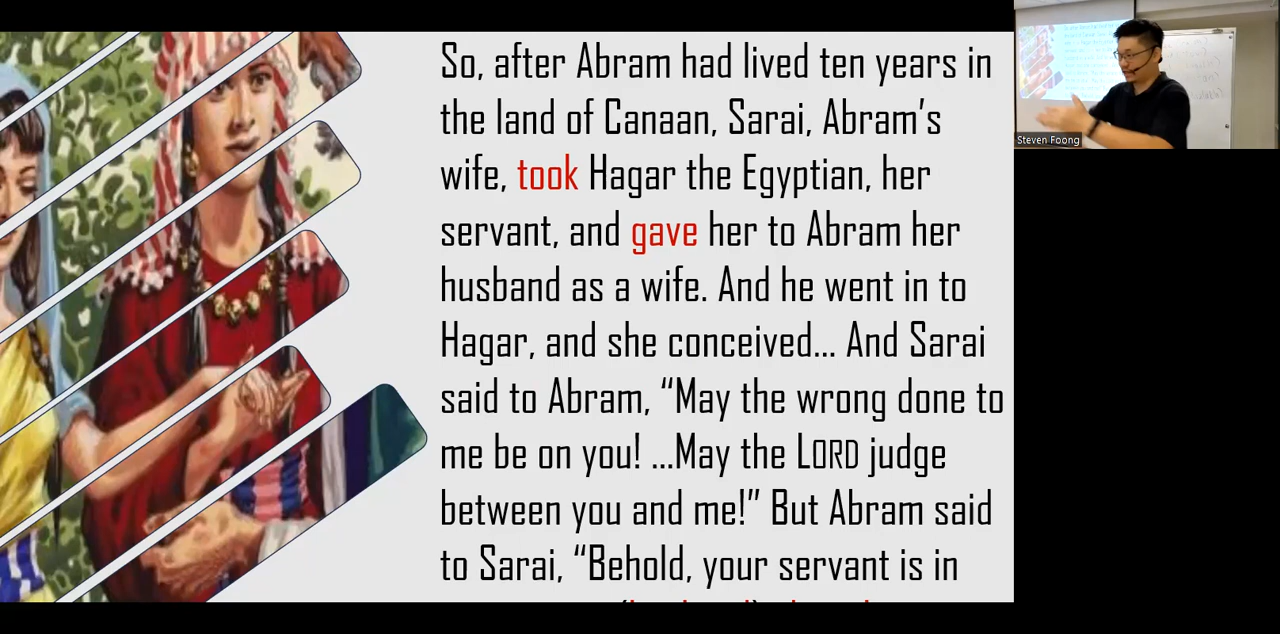 So, after Abram had lived ten years in
the land of Canaan, Sarai, Abram's
wife, took Hagar the Egyptian, her
servant, and gave her to Abram her
husband as a wife. And he went in to
Hagar, and she conceived... And Sarai
said to Abram, “May the wrong done to
me be on you! ...May the LORD judge
between you and me!” But Abram said
to Sarai, “Behold, your servant is in
Steven Foong